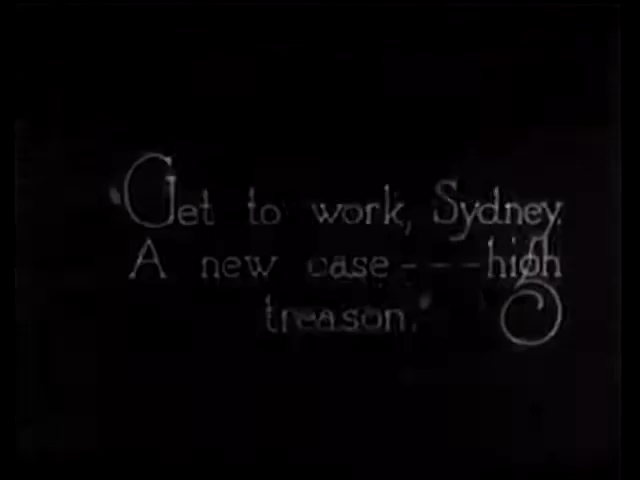 "Get to work, Sydney.
A new case - - - high
treason."